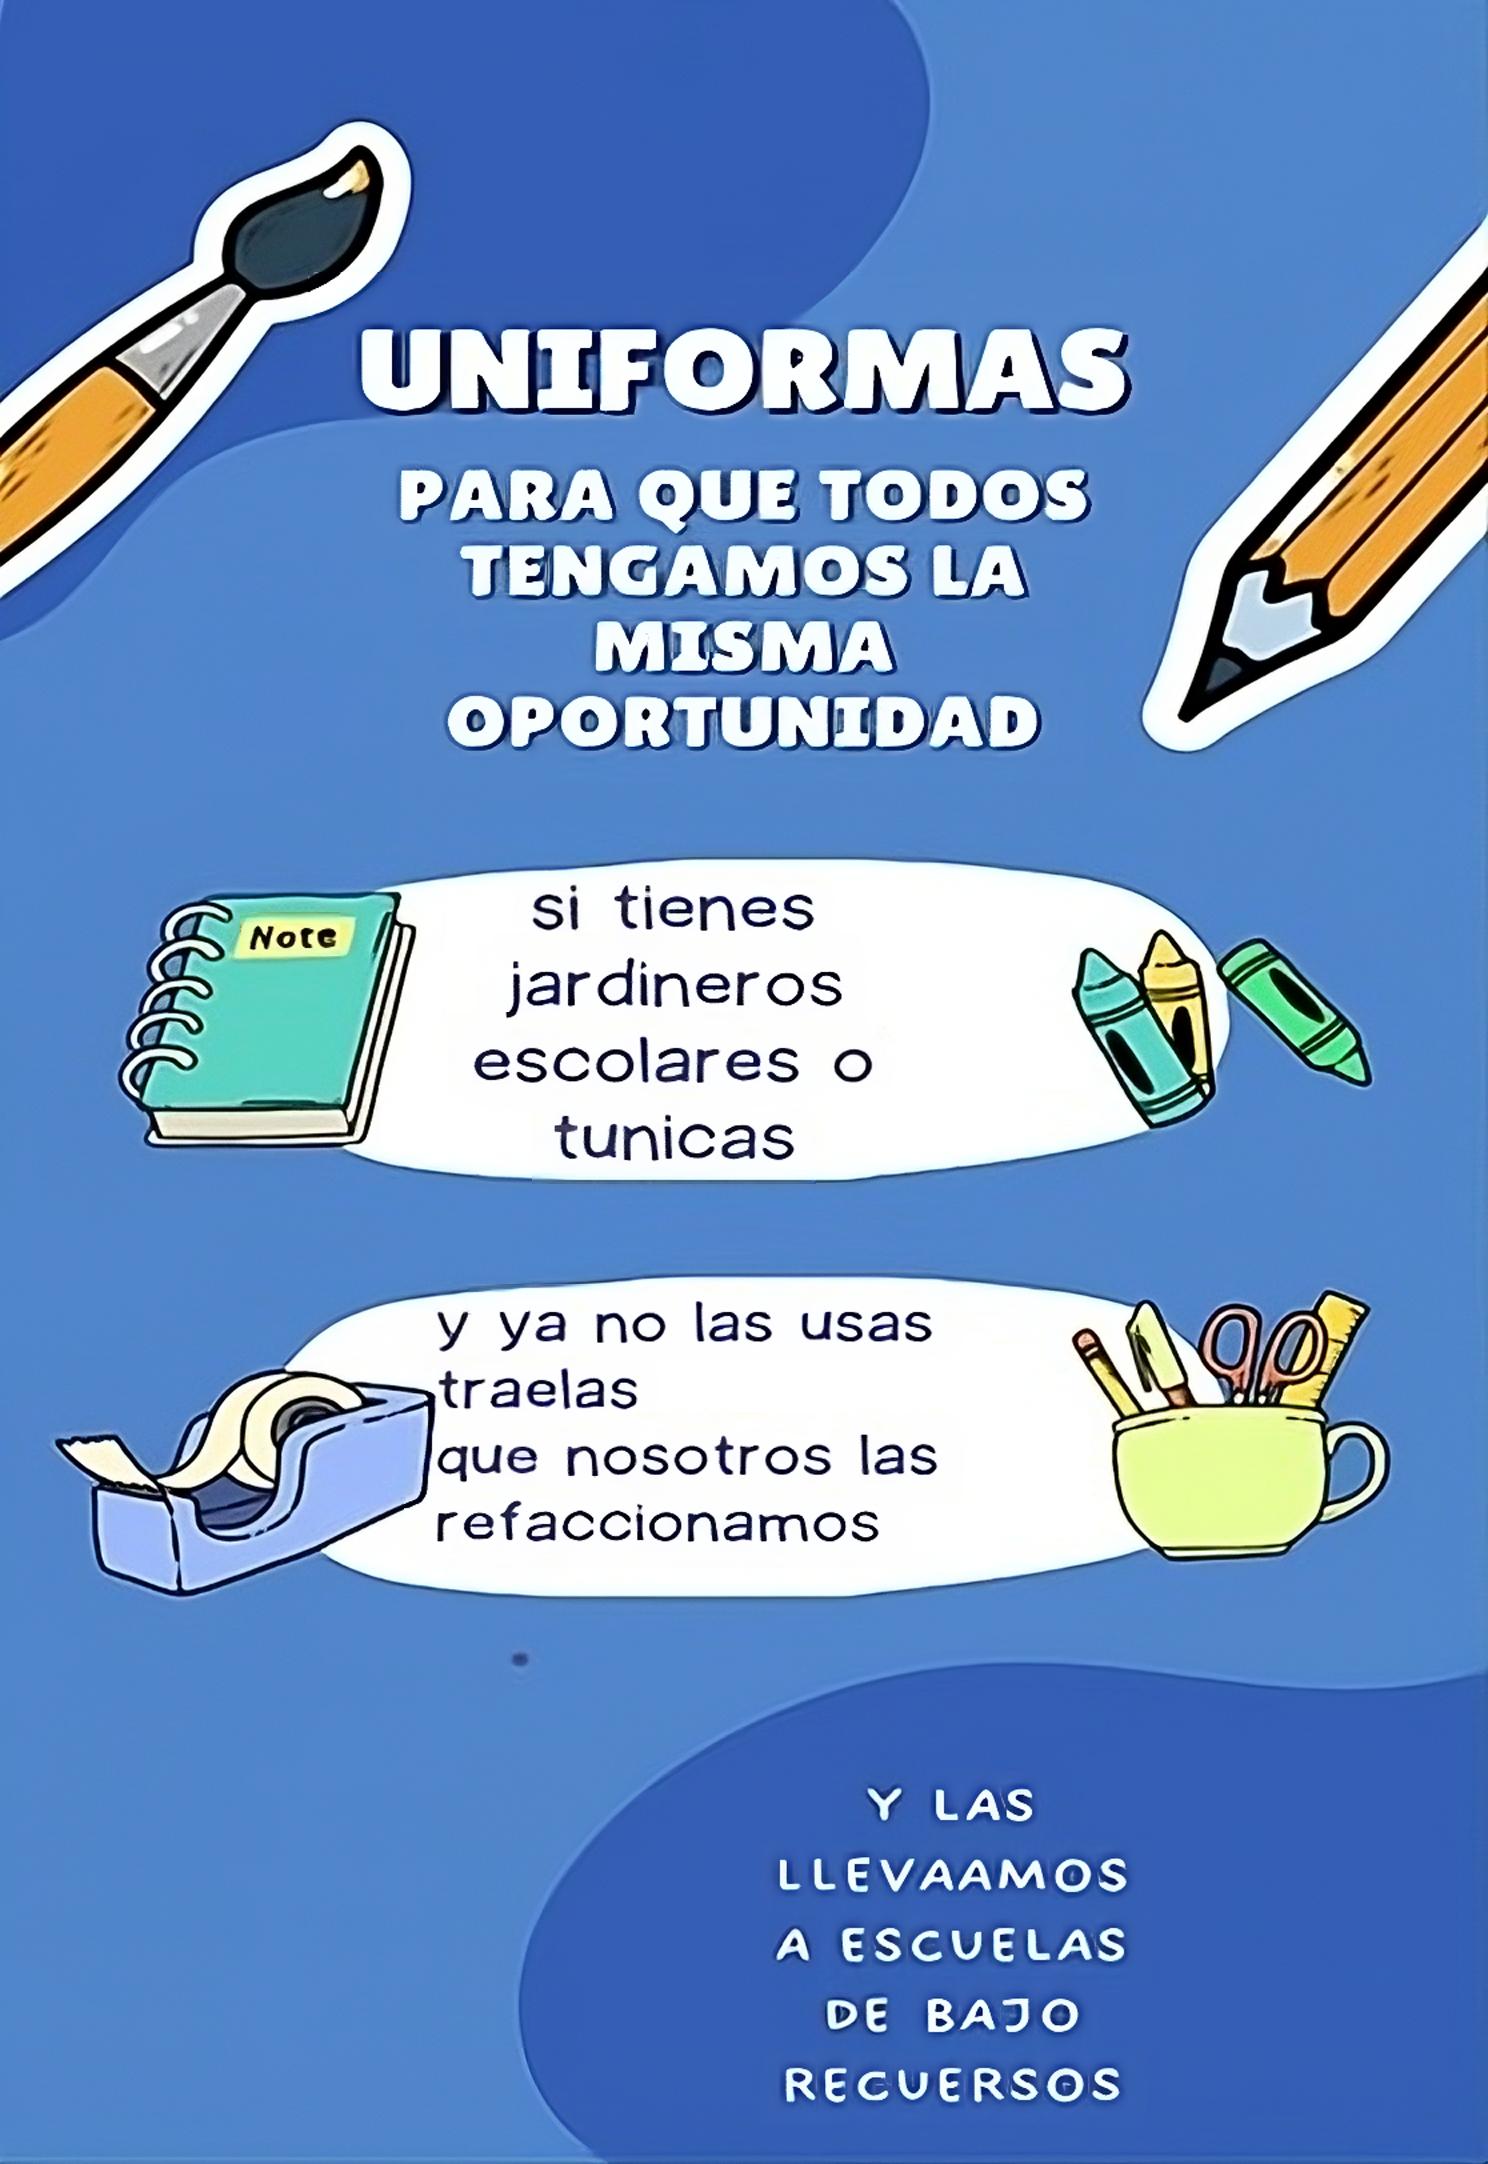 UNIFORMAS
PARA QUE TODOS
TENGAMOS LA
MISMA
OPORTUNIDAD
Note
si tienes
jardineros
escolares o
tunicas
y ya no las usas
traelas
que nosotros las
refaccionamos
Y LAS
LLEVAAMOS
A ESCUELAS
DE BAJO
RECUERSOS